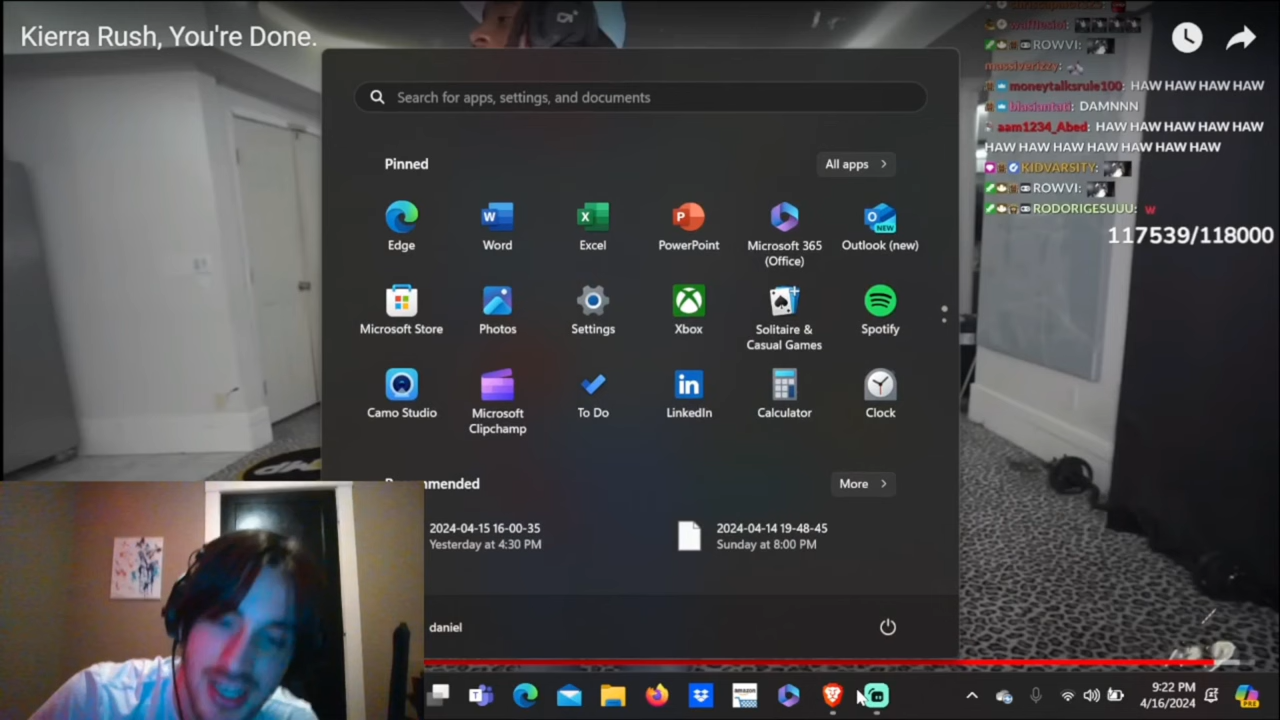 Kierra Rush, You're Done.
ROWVI:
massiverizzy:
moneytalksrule100: HAW HAW HAW HAW
DAMNNN
aam1234_Abed: HAW HAW HAW HAW HAW
HAW HAW HAW HAW HAW HAW
KIDVARSITY:
ROWVI:
RODORIGESUUU: W
117539/118000
Search for apps, settings, and documents
Pinned
All apps
Edge
Word
Excel
PowerPoint
Microsoft 365
(Office)
Outlook (new)
Microsoft Store
Photos
Settings
Xbox
Solitaire &
Casual Games
Spotify
Camo Studio
Microsoft
Clipchamp
To Do
LinkedIn
Calculator
Clock
mmended
More
2024-04-15 16-00-35
Yesterday at 4:30 PM
2024-04-14 19-48-45
Sunday at 8:00 PM
daniel
9:22 PM
4/16/2024